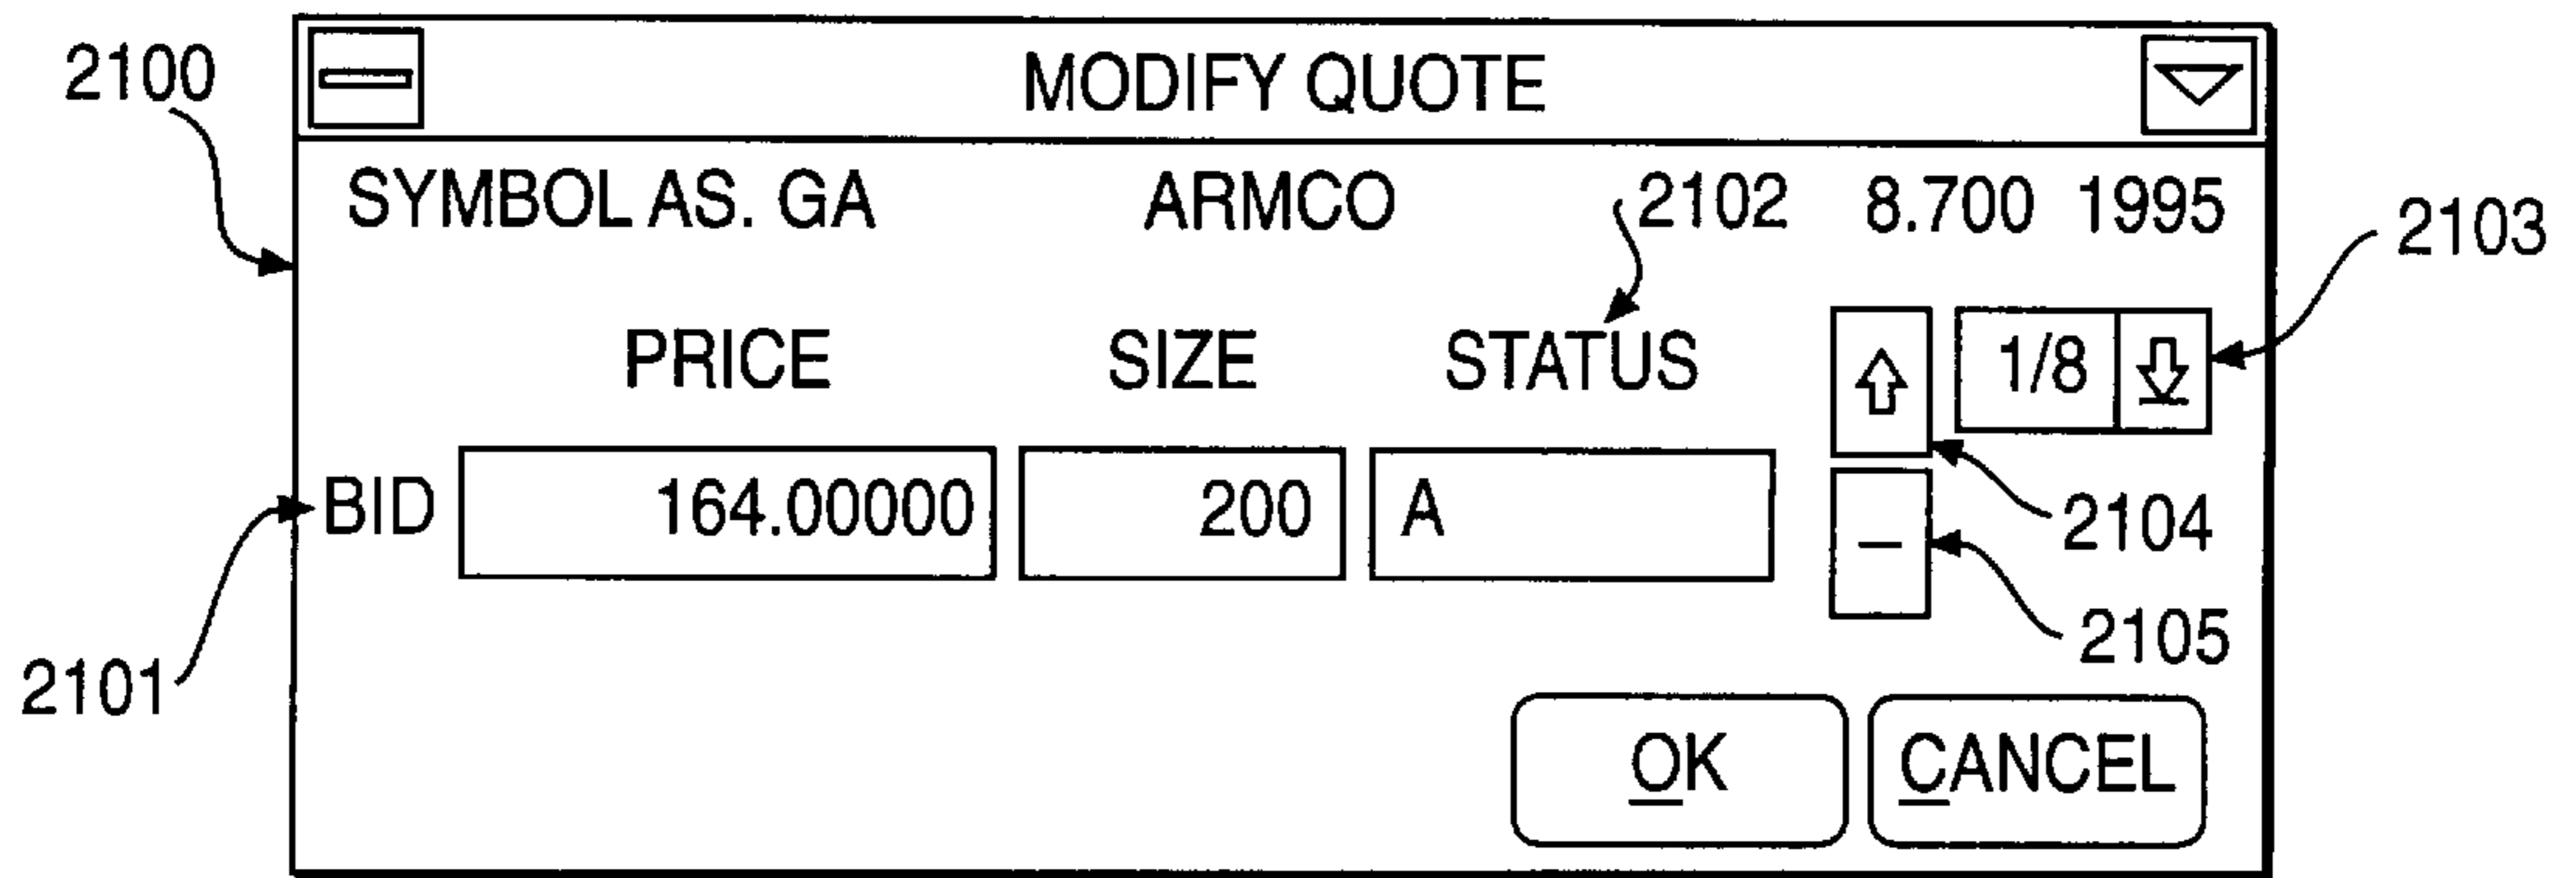 2100
MODIFY QUOTE
SYMBOL AS. GA ARMCO 2102 8.700 1995
2103
PRICE SIZE STATUS 1/8
BID 164.00000 200 A
2104
2105
2101
OK CANCEL